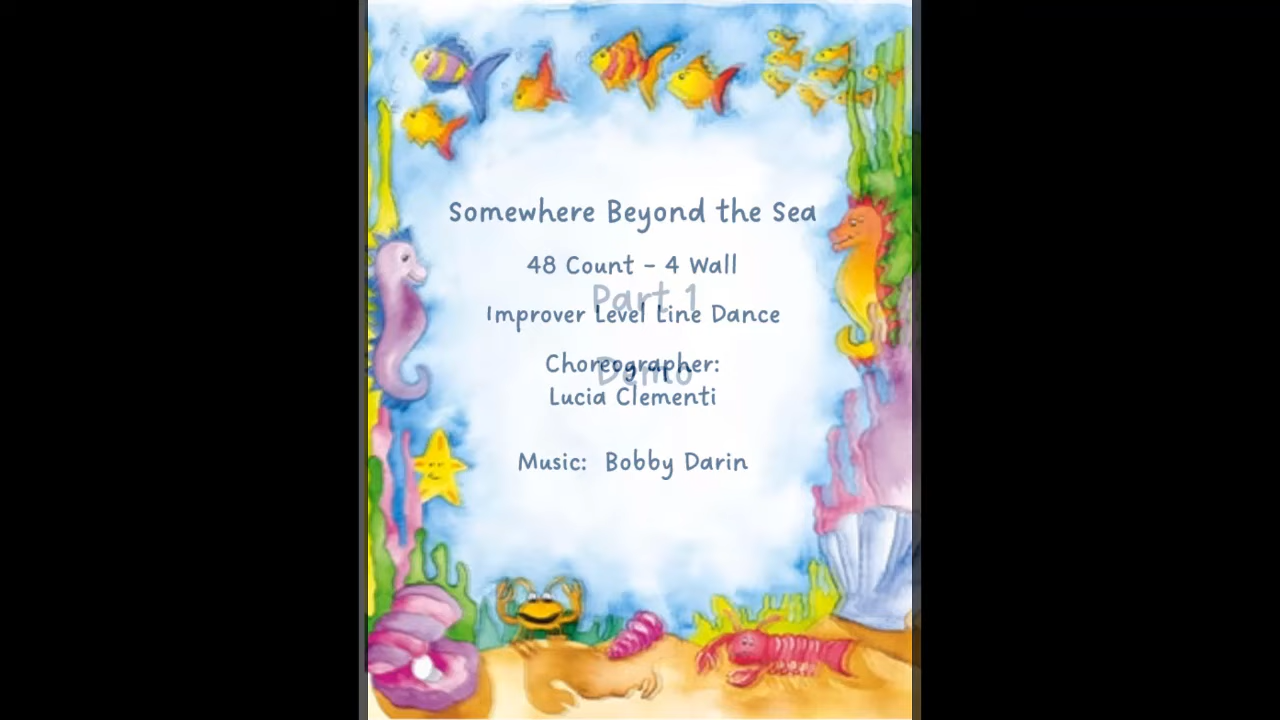 Somewhere Beyond the Sea
48 Count - 4 Wall
Part 1
Improver Level Line Dance
Choreographer:
Demo
Lucia Clementi
Music: Bobby Darin